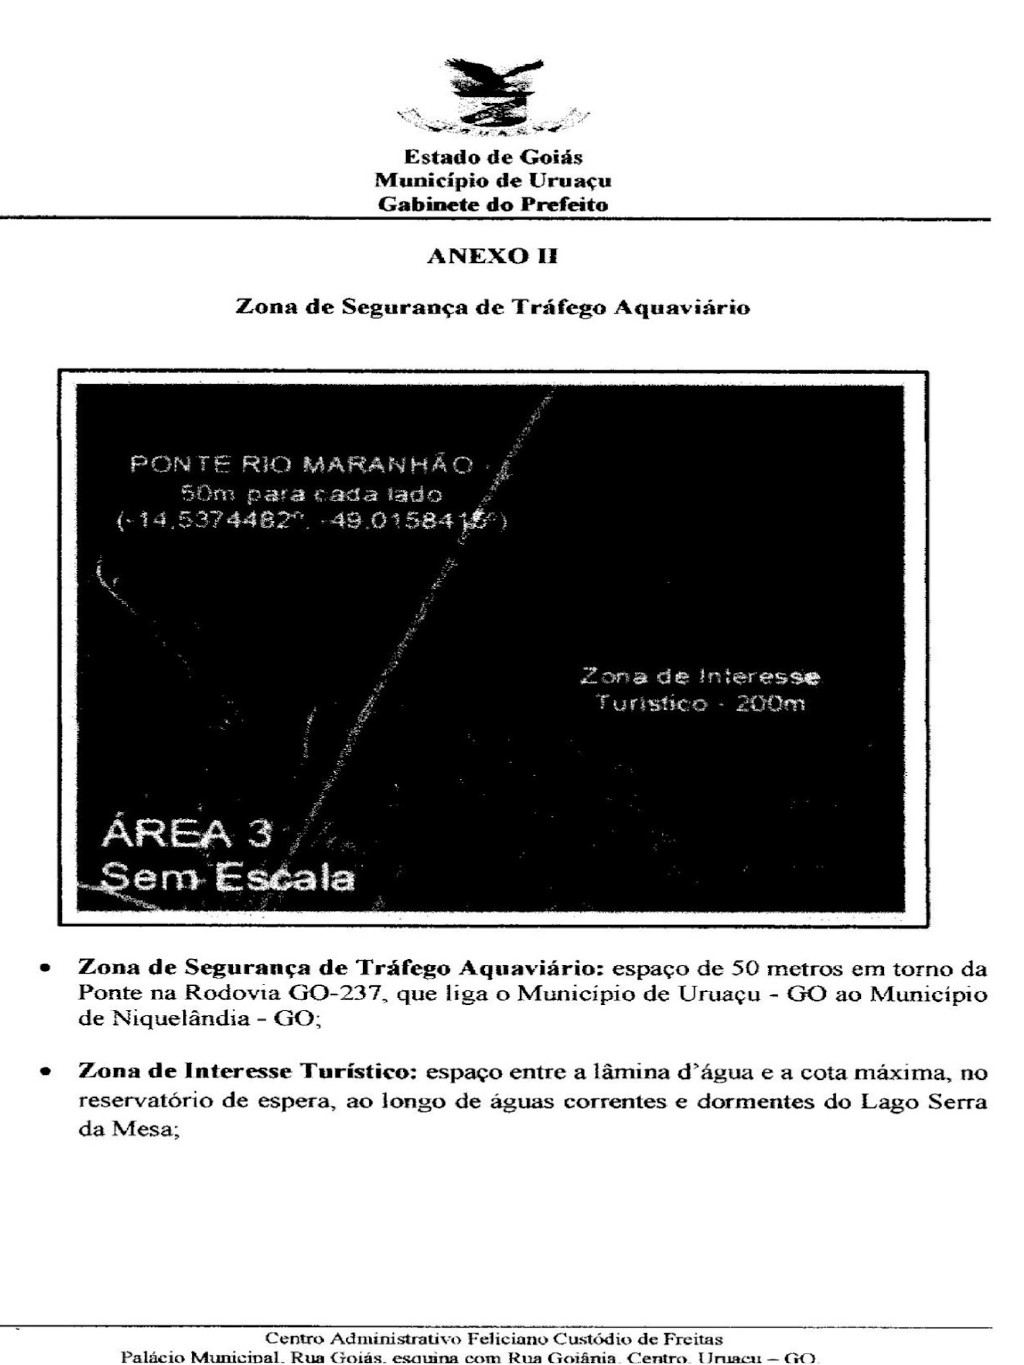 Estado de Goiás
Município de Uruaçu
Gabinete do Prefeito
ANEXO II
Zona de Segurança de Tráfego Aquaviário
PONTE RIO MARANHÃO
50m para cada lado
(-14,5374482°, -49,0158415°)
Zona de Interesse
Turístico - 200m
ÁREA 3
Sem Escala
• Zona de Segurança de Tráfego Aquaviário: espaço de 50 metros em torno da
Ponte na Rodovia GO-237, que liga o Município de Uruaçu - GO ao Município
de Niquelândia - GO;
• Zona de Interesse Turístico: espaço entre a lâmina d'água e a cota máxima, no
reservatório de espera, ao longo de águas correntes e dormentes do Lago Serra
da Mesa;
Centro Administrativo Feliciano Custódio de Freitas
Palácio Municipal, Rua Goiás, esquina com Rua Goiânia, Centro, Uruaçu – GO.